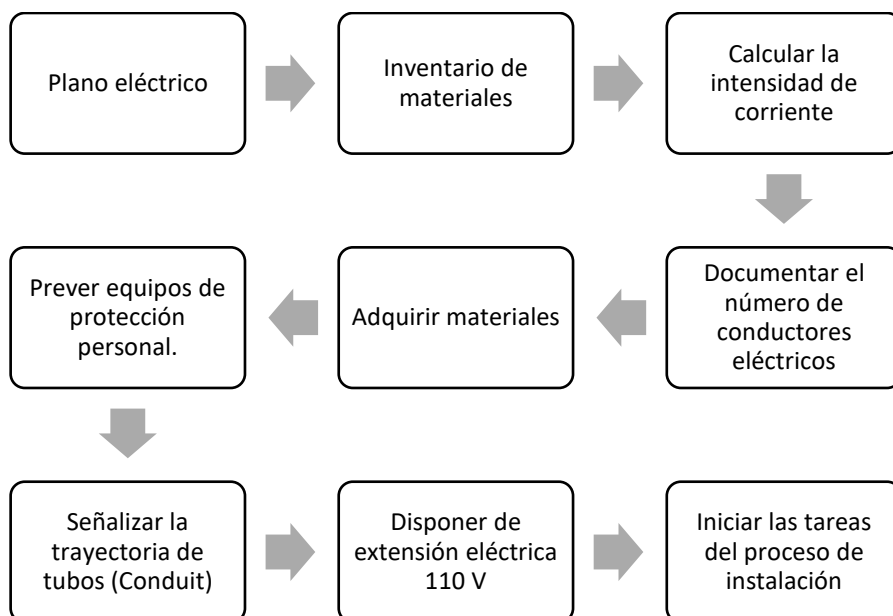 Plano eléctrico
Inventario de
materiales
Calcular la
intensidad de
corriente
Documentar el
número de
conductores
eléctricos
Adquirir materiales
Prever equipos de
protección
personal.
Señalizar la
trayectoria de
tubos (Conduit)
Disponer de
extensión eléctrica
110 V
Iniciar las tareas
del proceso de
instalación